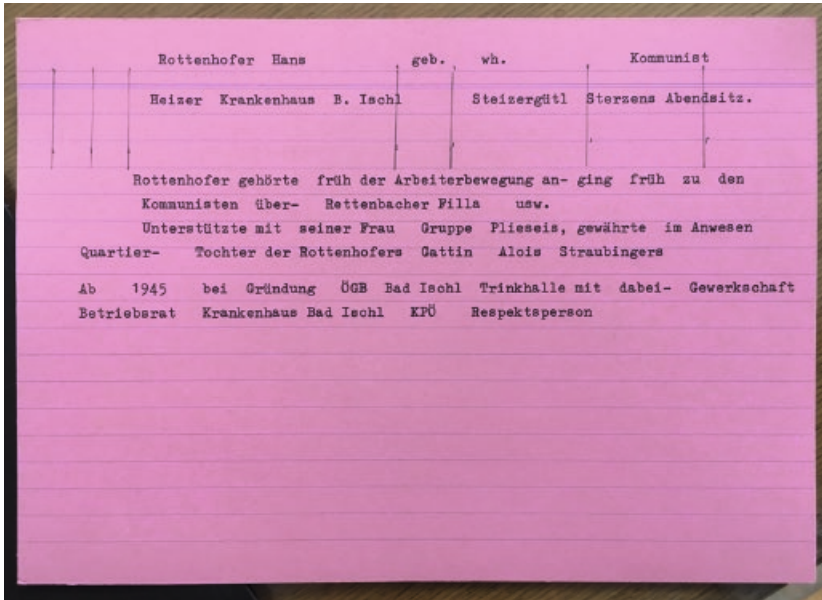 Rottenhofer Hans geb. wh. Kommunist
Heizer Krankenhaus B. Ischl Steizergütl Sterzens Abendsitz.
Rottenhofer gehörte früh der Arbeiterbewegung an- ging früh zu den
Kommunisten über- Rettenbacher Filla usw.
Unterstützte mit seiner Frau Gruppe Plieseis, gewährte im Anwesen
Quartier- Tochter der Rottenhofers Gattin Alois Straubingers
Ab 1945 bei Gründung ÖGB Bad Ischl Trinkhalle mit dabei- Gewerkschaft
Betriebsrat Krankenhaus Bad Ischl KPÖ Respektsperson